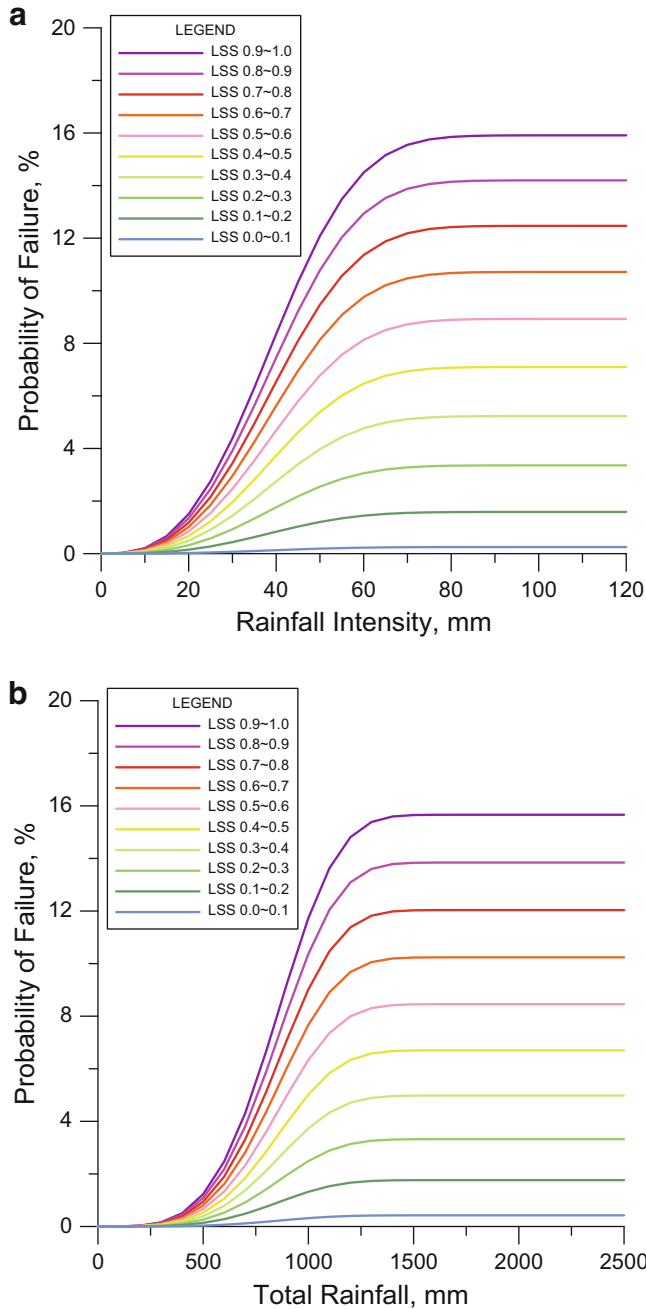 a
20
16
12
8
4
0
Probability of Failure, %
LEGEND
LSS 0.9~1.0
LSS 0.8~0.9
LSS 0.7~0.8
LSS 0.6~0.7
LSS 0.5~0.6
LSS 0.4~0.5
LSS 0.3~0.4
LSS 0.2~0.3
LSS 0.1~0.2
LSS 0.0~0.1
0 20 40 60 80 100 120
Rainfall Intensity, mm
b
20
16
12
8
4
0
Probability of Failure, %
LEGEND
LSS 0.9~1.0
LSS 0.8~0.9
LSS 0.7~0.8
LSS 0.6~0.7
LSS 0.5~0.6
LSS 0.4~0.5
LSS 0.3~0.4
LSS 0.2~0.3
LSS 0.1~0.2
LSS 0.0~0.1
0 500 1000 1500 2000 2500
Total Rainfall, mm